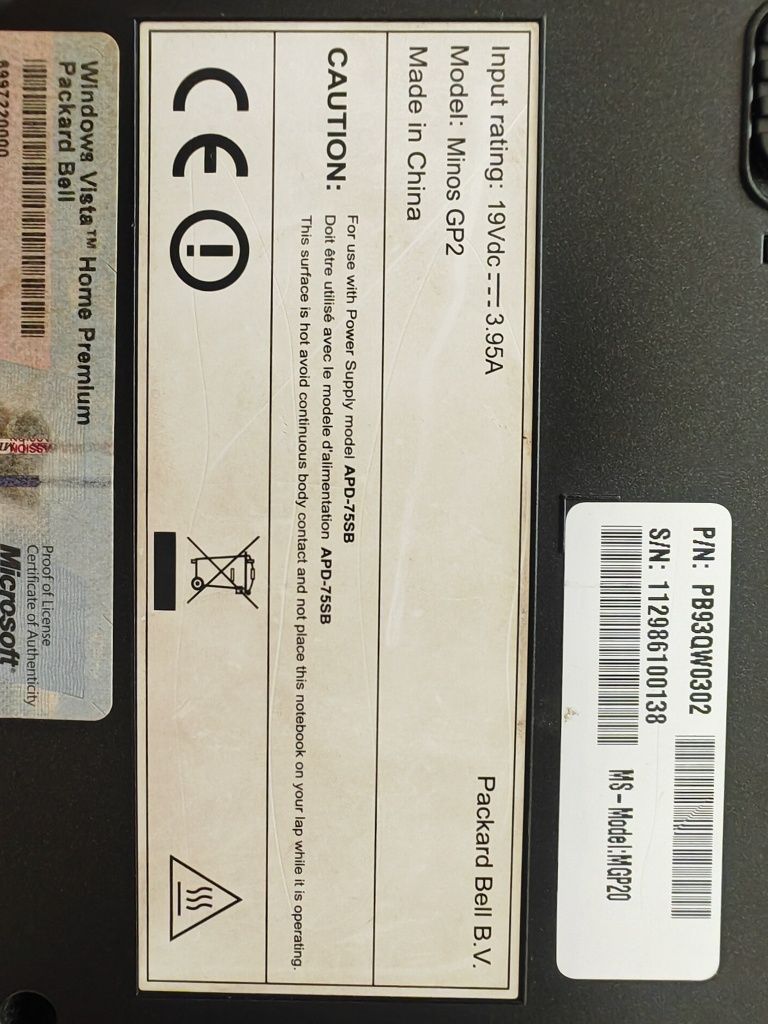 P/N: PB93QW0302
S/N: 112986100138
MS-Model:MGP20
Input rating: 19Vdc 3.95A
Model: Minos GP2
Made in China
Packard Bell B.V.
CAUTION:
For use with Power Supply model APD-75SB
Doit être utilisé avec le modele d'alimentation APD-75SB
This surface is hot avoid continuous body contact and not place this notebook on your lap while it is operating.
CE
Windows Vista™ Home Premium
Packard Bell
Proof of License
Certificate of Authenticity
Microsoft®